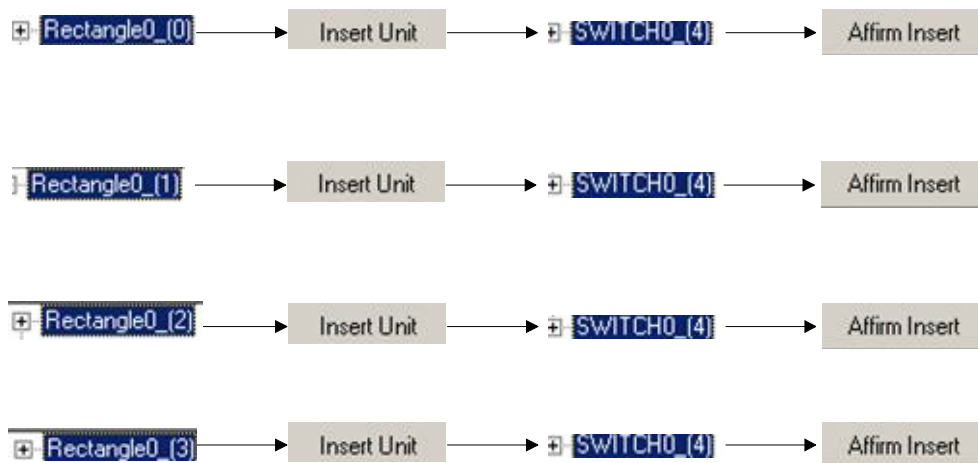 Rectangle0_(0) Insert Unit SWITCH0_(4) Affirm Insert
Rectangle0_(1) Insert Unit SWITCH0_(4) Affirm Insert
Rectangle0_(2) Insert Unit SWITCH0_(4) Affirm Insert
Rectangle0_(3) Insert Unit SWITCH0_(4) Affirm Insert